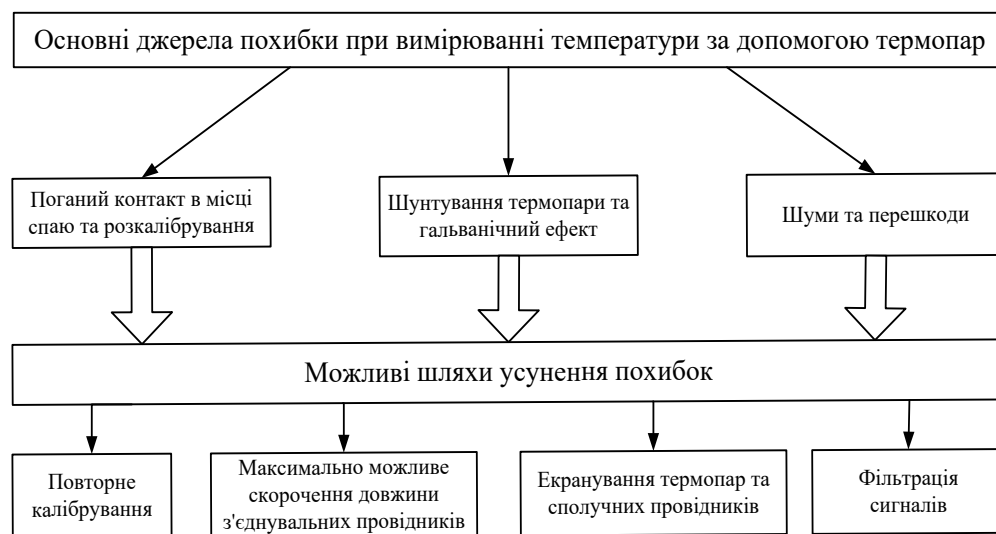 Основні джерела похибки при вимірюванні температури за допомогою термопар
Поганий контакт в місці
спаю та розкалібрування
Шунтування термопари та
гальванічний ефект
Шуми та перешкоди
Можливі шляхи усунення похибок
Повторне
калібрування
Максимально можливе
скорочення довжини
з'єднувальних провідників
Екранування термопар та
сполучних провідників
Фільтрація
сигналів